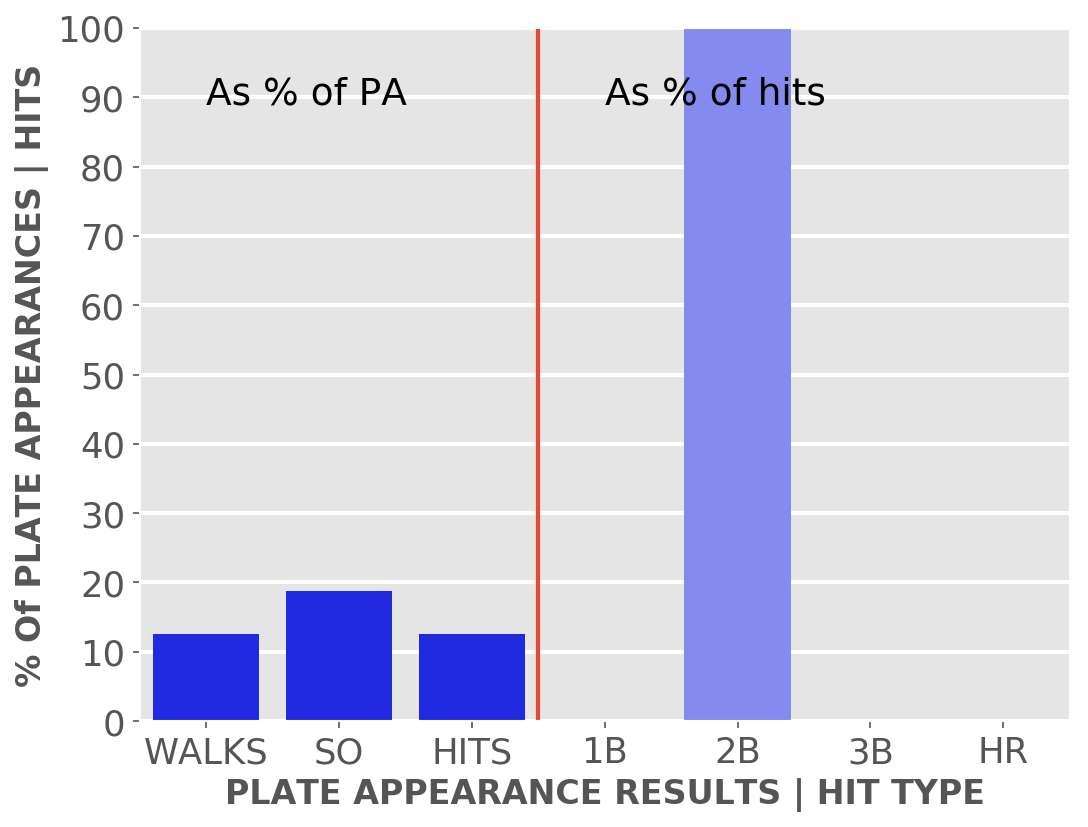 100
90
80
70
60
50
40
30
20
10
0
% Of PLATE APPEARANCES | HITS
As % of PA
As % of hits
WALKS SO HITS 1B 2B 3B HR
PLATE APPEARANCE RESULTS | HIT TYPE